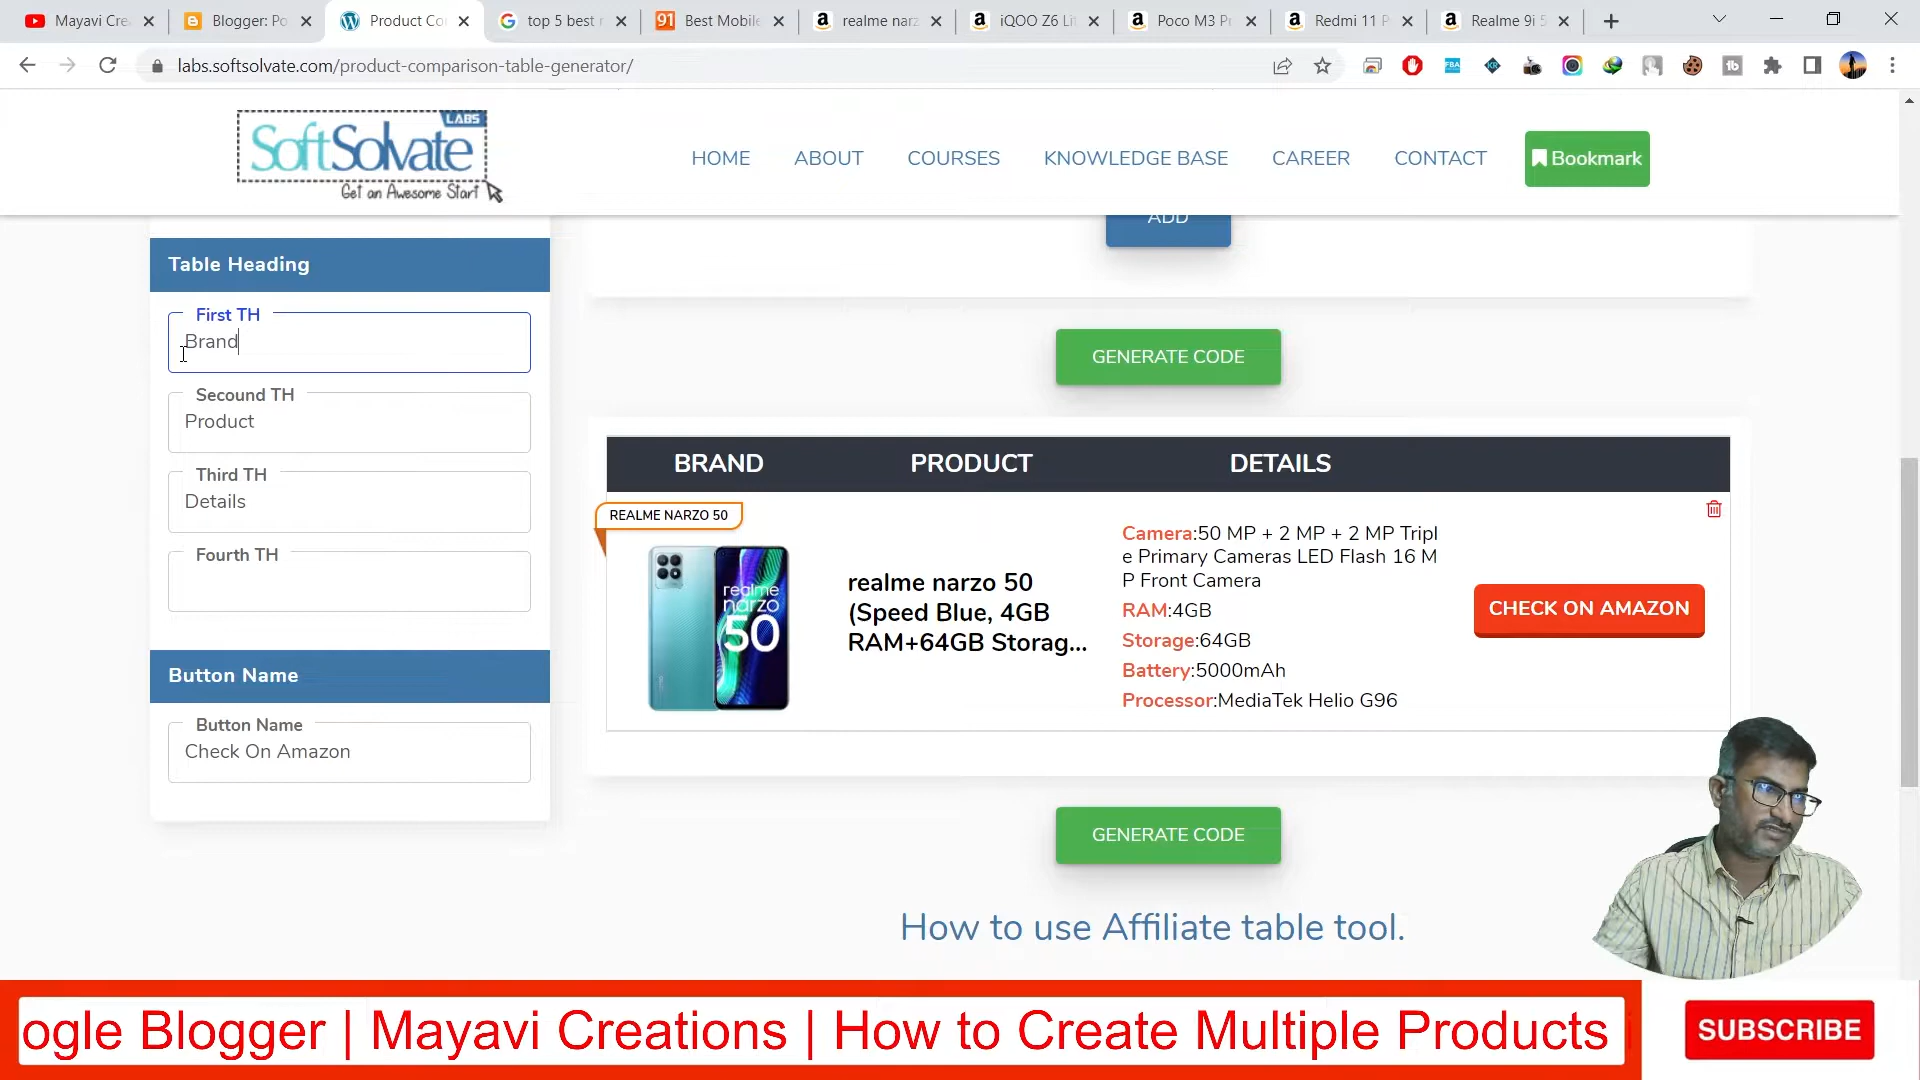 Mayavi Cre
Blogger: Po
Product Co
top 5 best r
Best Mobile
realme narz
iQOO Z6 Li
Poco M3 Pr
Redmi 11 P
Realme 9i 5
labs.softsolvate.com/product-comparison-table-generator/
LABS
SoftSolvate
Get an Awesome Start
HOME
ABOUT
COURSES
KNOWLEDGE BASE
CAREER
CONTACT
Bookmark
ADD
Table Heading
First TH
Brand
Secound TH
Product
Third TH
Details
Fourth TH
Button Name
Button Name
Check On Amazon
GENERATE CODE
BRAND PRODUCT DETAILS
REALME NARZO 50
realme
narzo
50
realme narzo 50
(Speed Blue, 4GB
RAM+64GB Storag...
Camera:50 MP + 2 MP + 2 MP Tripl
e Primary Cameras LED Flash 16 M
P Front Camera
RAM:4GB
Storage:64GB
Battery:5000mAh
Processor:MediaTek Helio G96
CHECK ON AMAZON
GENERATE CODE
How to use Affiliate table tool.
ogle Blogger | Mayavi Creations | How to Create Multiple Products
SUBSCRIBE